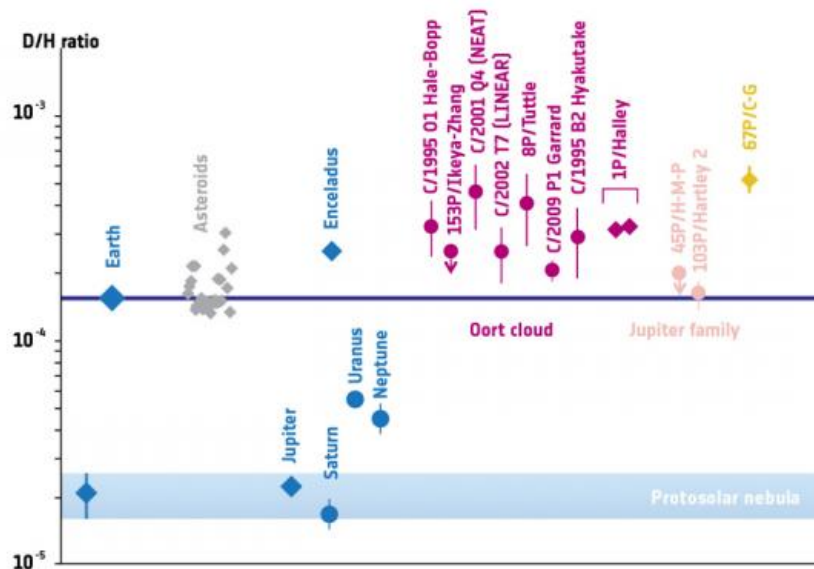 D/H ratio
10-3
10-4
10-5
Earth
Asteroids
Enceladus
Jupiter
Saturn
Uranus
Neptune
C/1995 O1 Hale-Bopp
153P/Ikeya-Zhang
C/2001 Q4 (NEAT)
C/2002 T7 (LINEAR)
8P/Tuttle
C/2009 P1 Garrard
C/1995 B2 Hyakutake
1P/Halley
Oort cloud
45P/H-M-P
103P/Hartley 2
Jupiter family
67P/C-G
Protosolar nebula